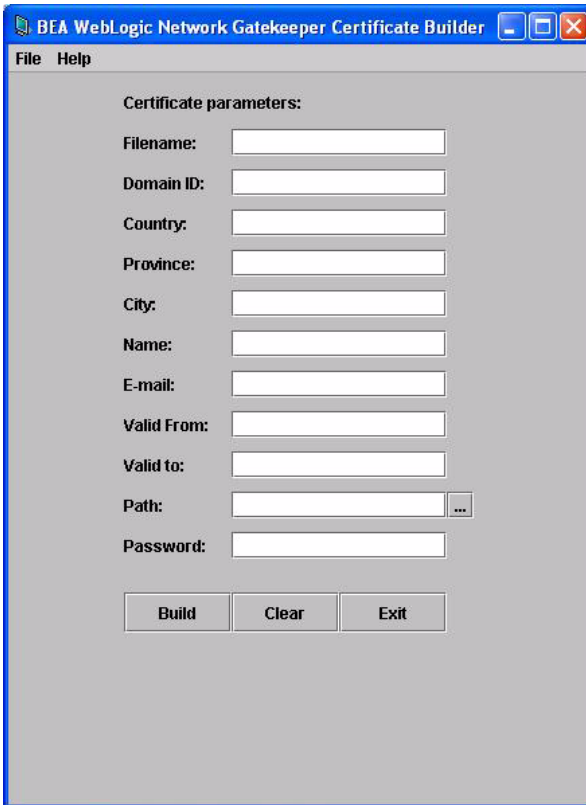 BEA WebLogic Network Gatekeeper Certificate Builder
File Help
Certificate parameters:
Filename:
Domain ID:
Country:
Province:
City:
Name:
E-mail:
Valid From:
Valid to:
Path: ...
Password:
Build Clear Exit